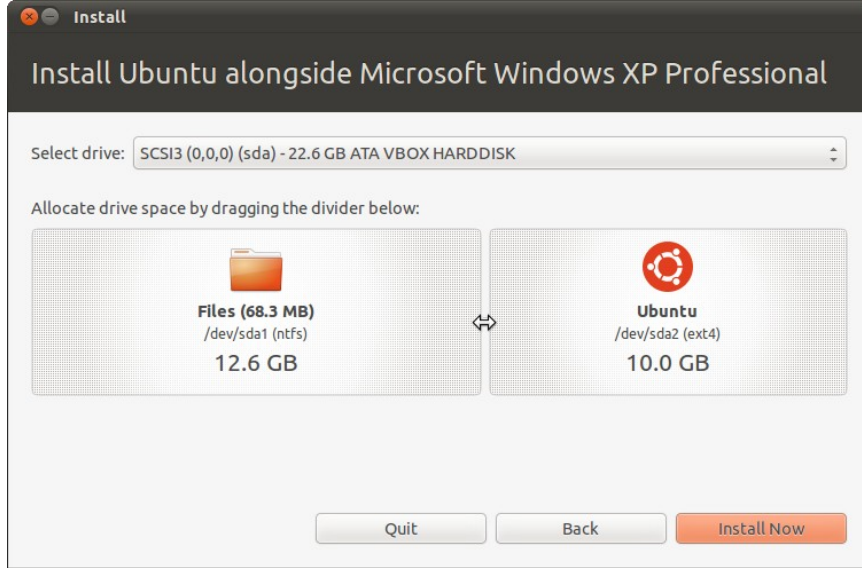 Install
Install Ubuntu alongside Microsoft Windows XP Professional
Select drive: SCSI3 (0,0,0) (sda) - 22.6 GB ATA VBOX HARDDISK
Allocate drive space by dragging the divider below:
Files (68.3 MB)
/dev/sda1 (ntfs)
12.6 GB
Ubuntu
/dev/sda2 (ext4)
10.0 GB
Quit
Back
Install Now